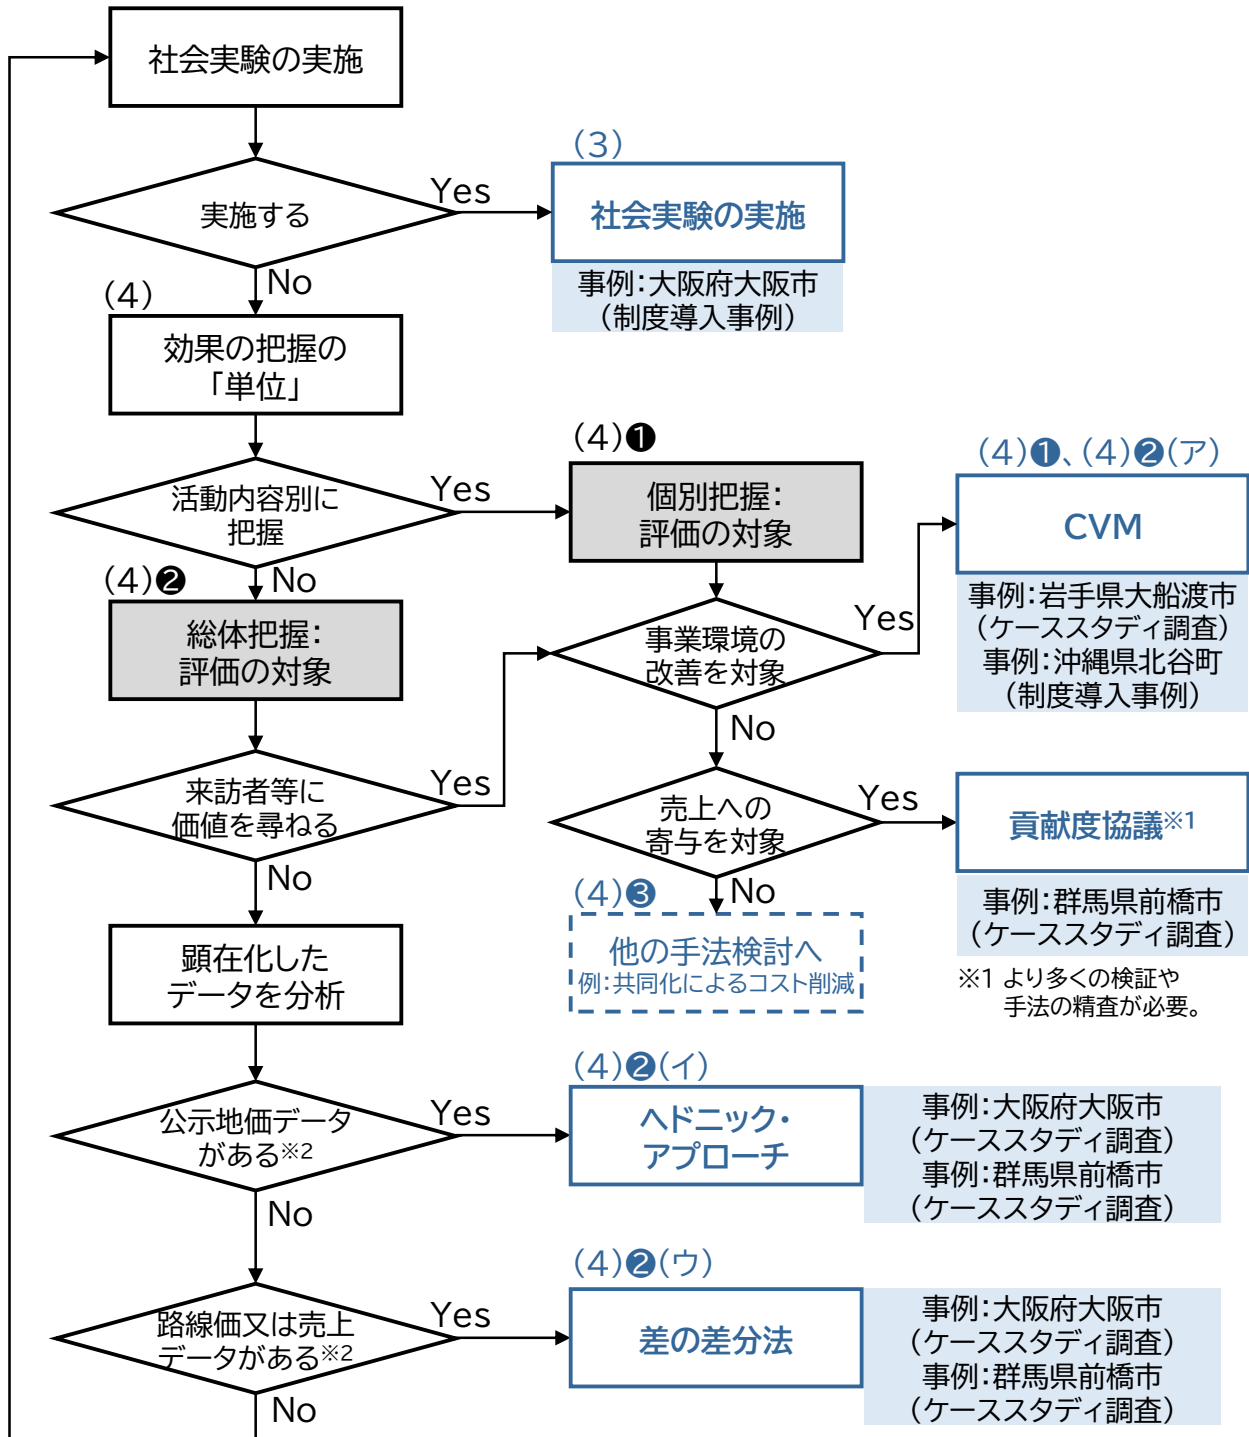 社会実験の実施
実施する
Yes
(3)
社会実験の実施
事例：大阪府大阪市
（制度導入事例）
No
(4)
効果の把握の
「単位」
活動内容別に
把握
Yes
(4)❶
個別把握：
評価の対象
No
(4)❷
総体把握：
評価の対象
事業環境の
改善を対象
Yes
(4)❶、(4)❷(ア)
CVM
事例：岩手県大船渡市
（ケーススタディ調査）
事例：沖縄県北谷町
（制度導入事例）
No
来訪者等に
価値を尋ねる
Yes
売上への
寄与を対象
Yes
貢献度協議※1
事例：群馬県前橋市
（ケーススタディ調査）
※1 より多くの検証や
手法の精査が必要。
No
(4)❸
他の手法検討へ
例：共同化によるコスト削減
No
顕在化した
データを分析
公示地価データ
がある※2
Yes
(4)❷(イ)
ヘドニック・
アプローチ
事例：大阪府大阪市
（ケーススタディ調査）
事例：群馬県前橋市
（ケーススタディ調査）
No
路線価又は売上
データがある※2
Yes
(4)❷(ウ)
差の差分法
事例：大阪府大阪市
（ケーススタディ調査）
事例：群馬県前橋市
（ケーススタディ調査）
No